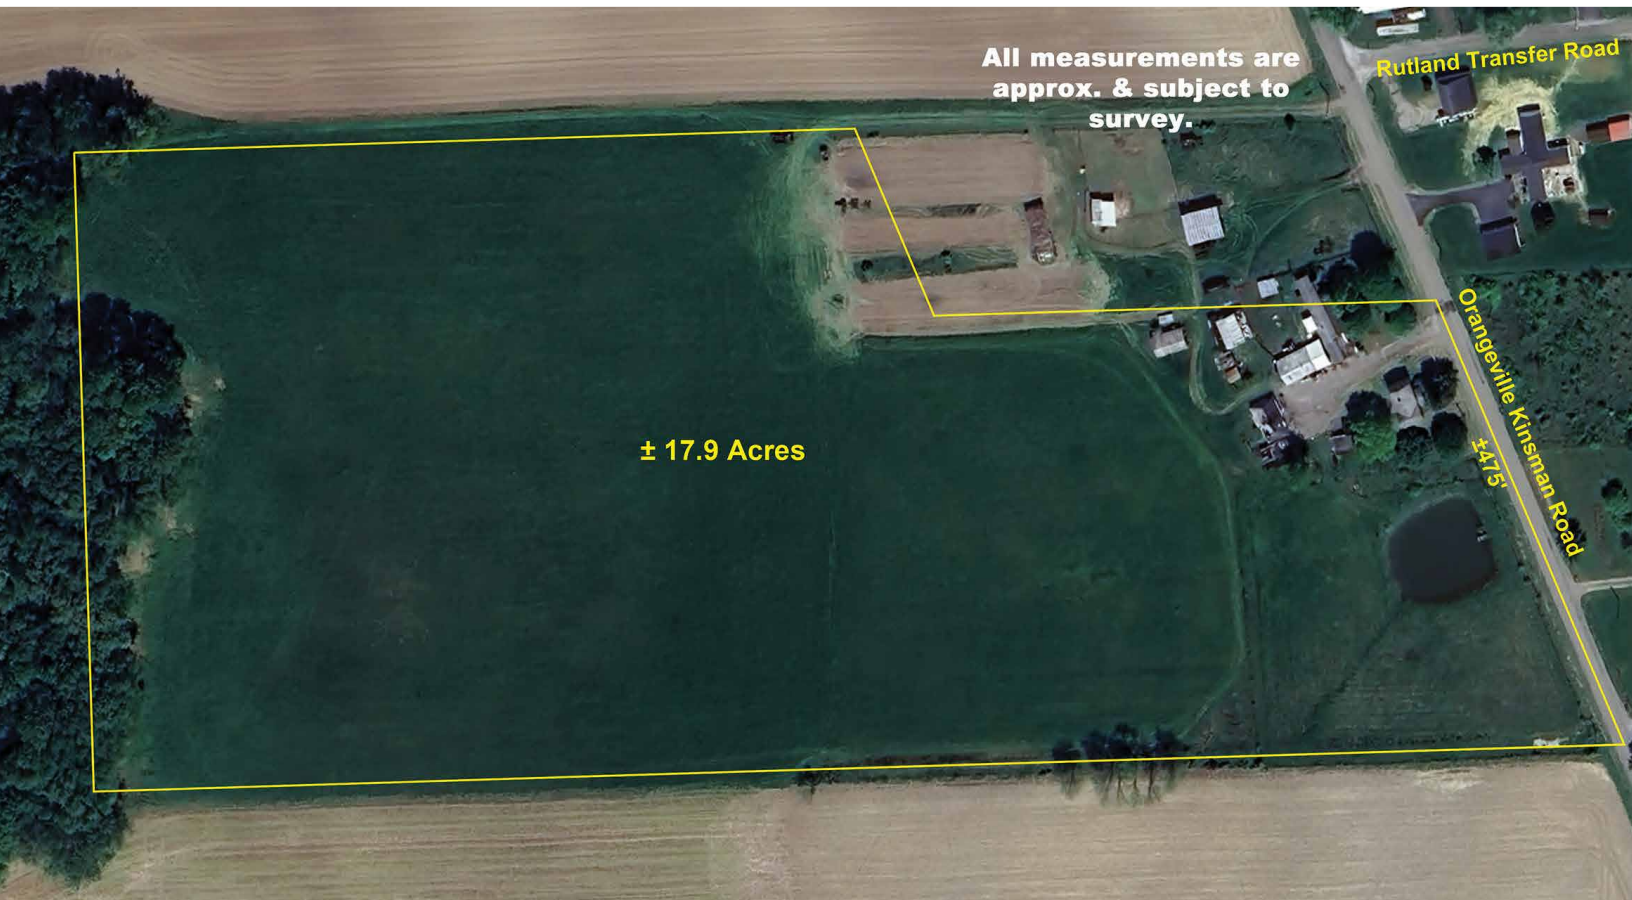 All measurements are
approx. & subject to
survey.
Rutland Transfer Road
Orangeville Kinsman Road
±475'
± 17.9 Acres